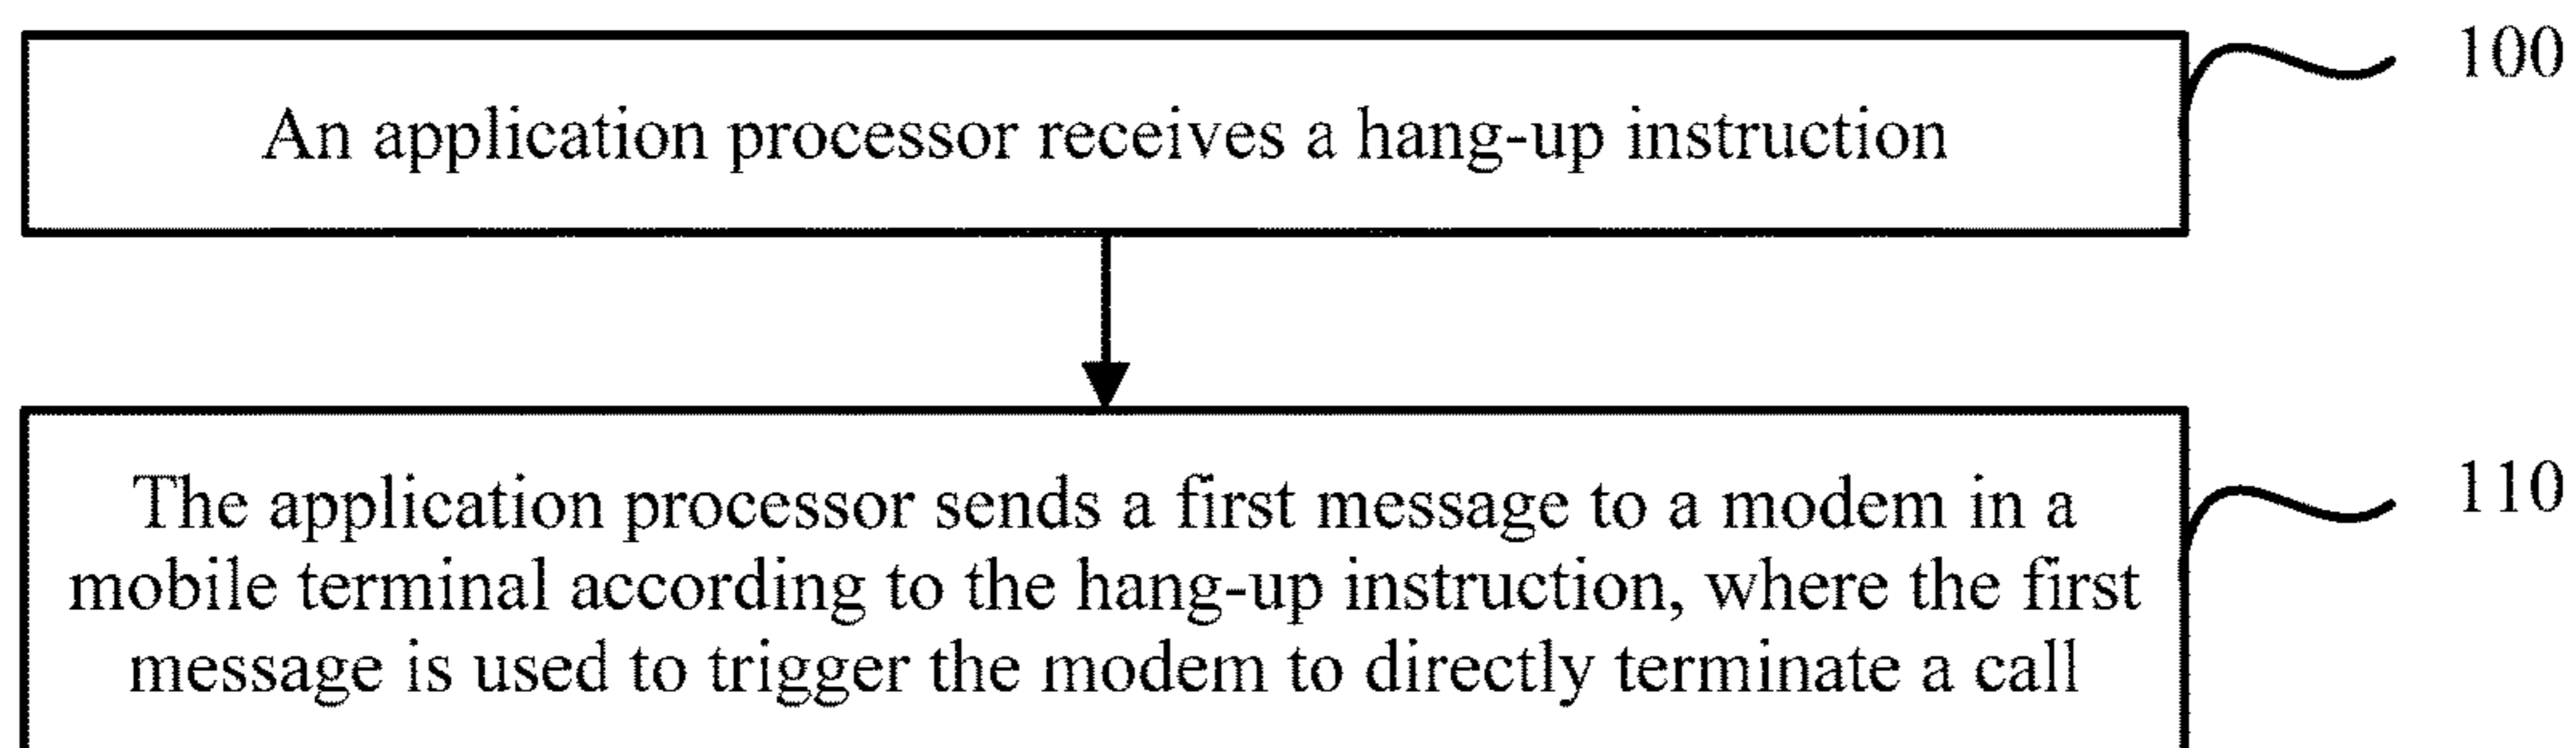 100
An application processor receives a hang-up instruction
110
The application processor sends a first message to a modem in a
mobile terminal according to the hang-up instruction, where the first
message is used to trigger the modem to directly terminate a call